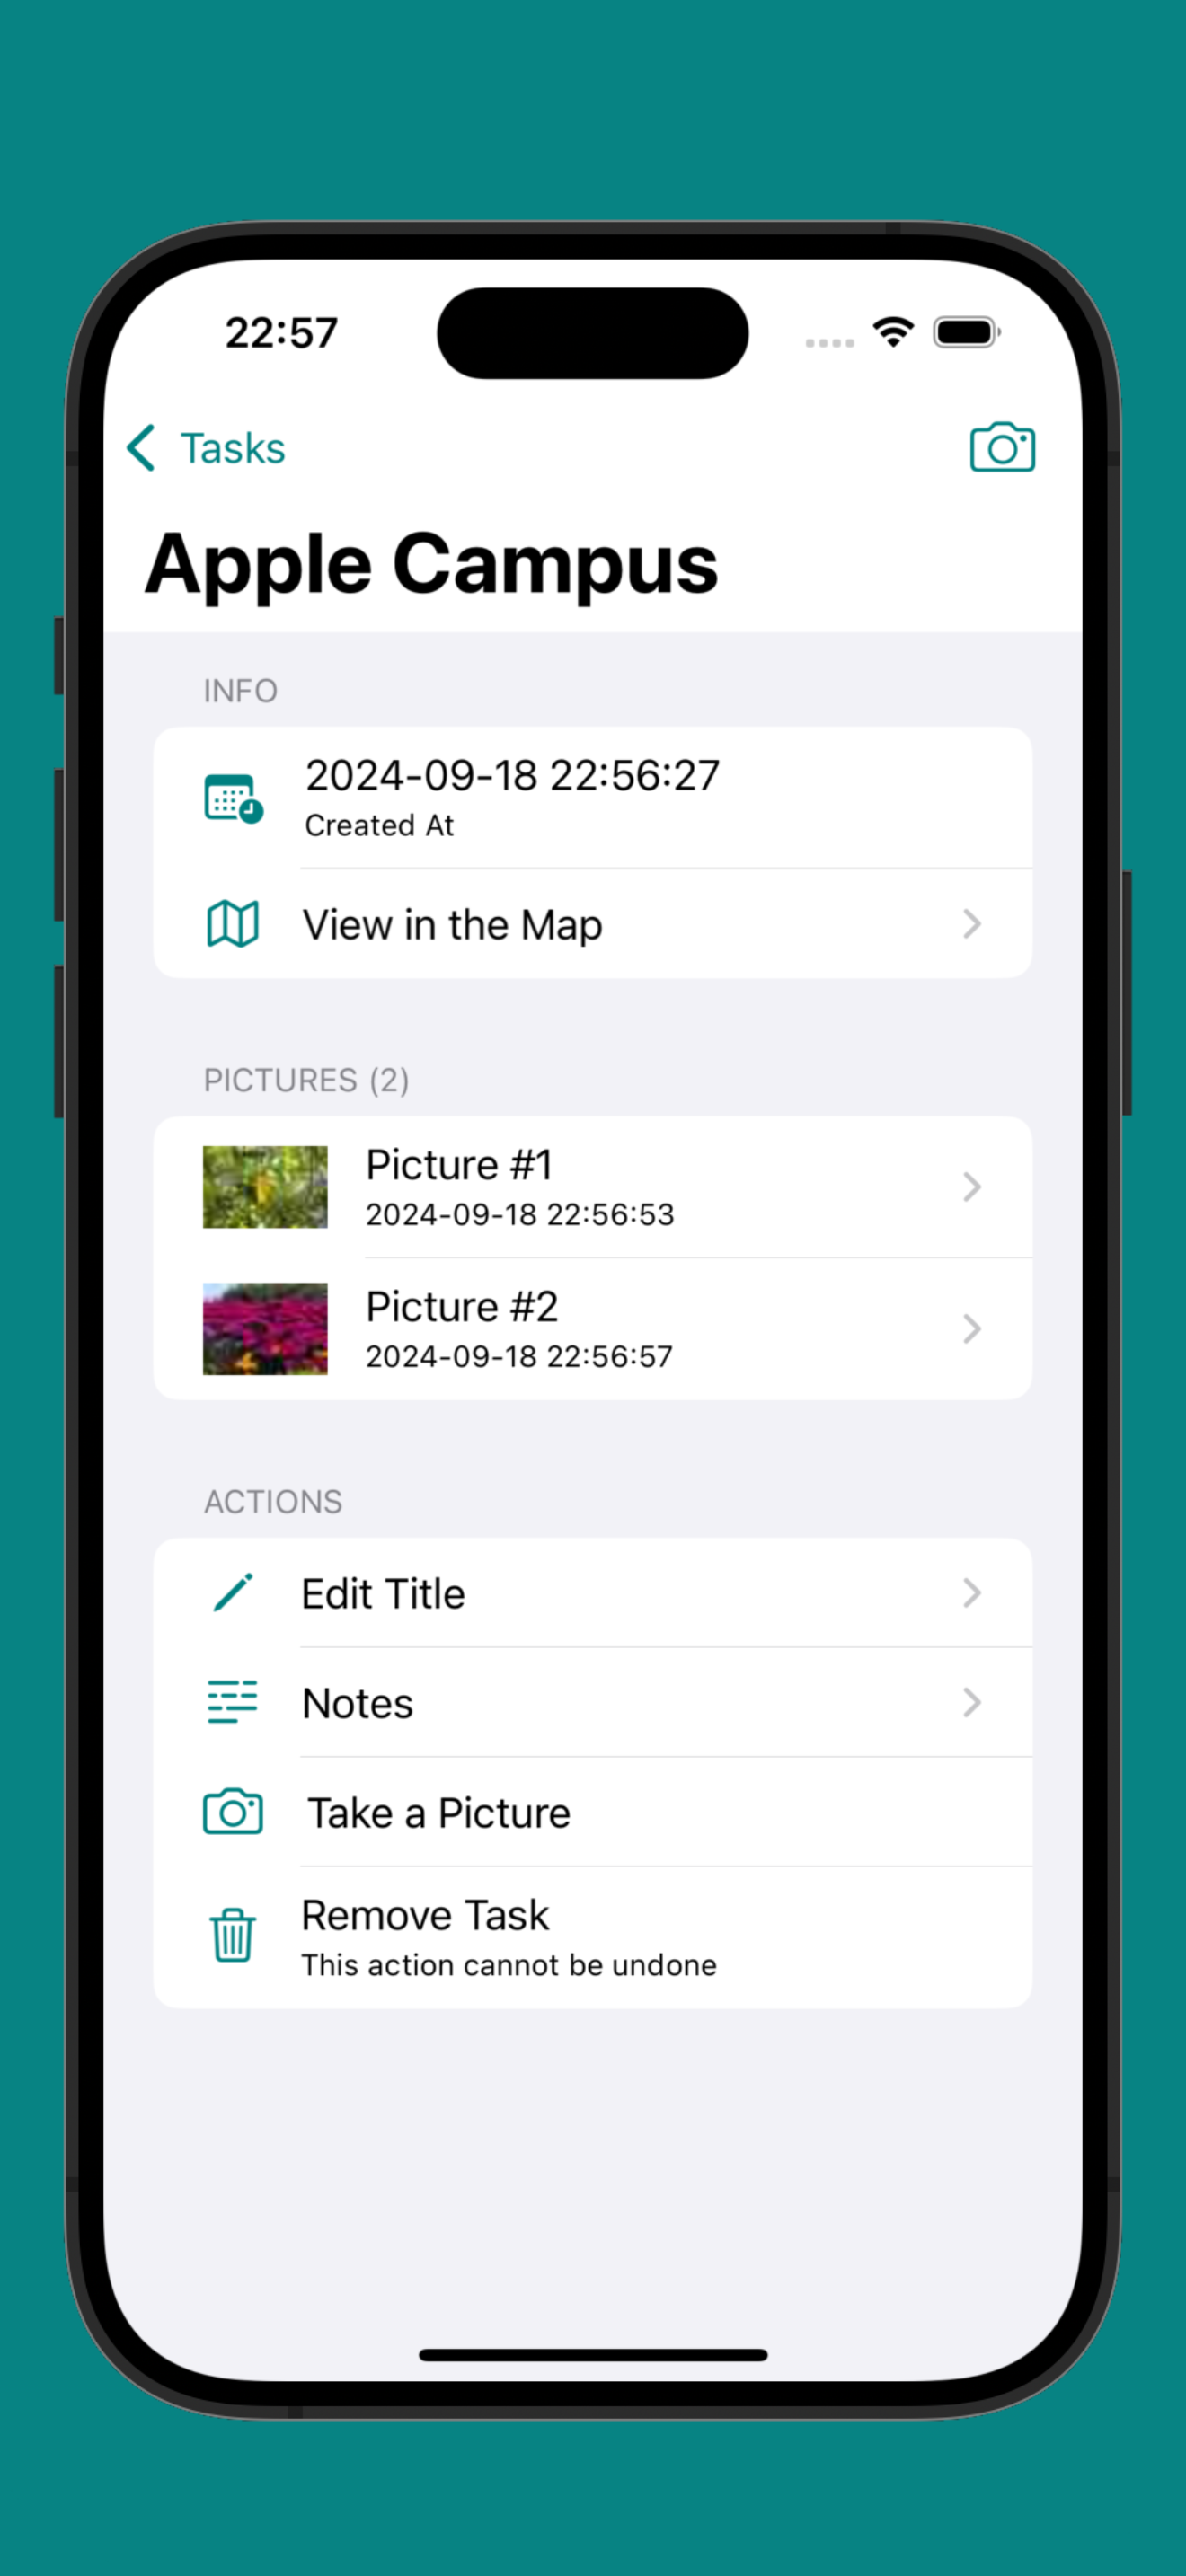 22:57
Tasks
Apple Campus
INFO
2024-09-18 22:56:27
Created At
View in the Map
PICTURES (2)
Picture #1
2024-09-18 22:56:53
Picture #2
2024-09-18 22:56:57
ACTIONS
Edit Title
Notes
Take a Picture
Remove Task
This action cannot be undone